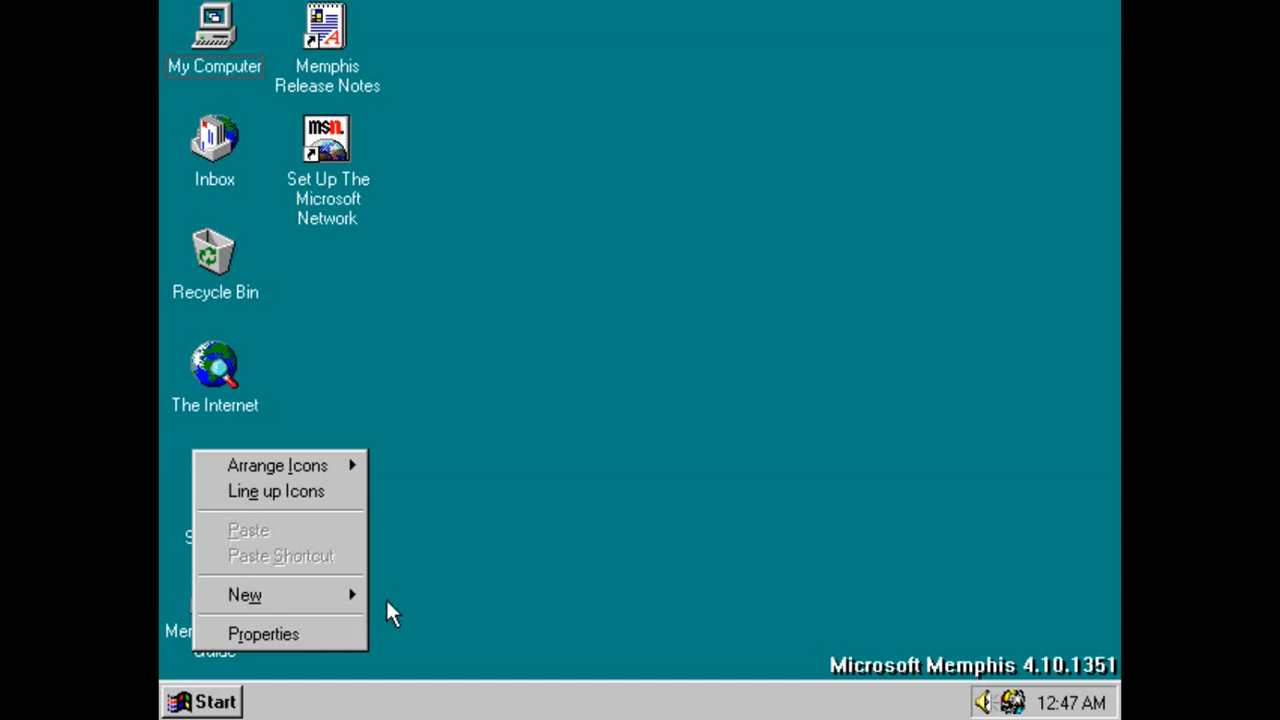 My Computer
Memphis
Release Notes
Inbox
msn.
Set Up The
Microsoft
Network
Recycle Bin
The Internet
Arrange Icons
Line up Icons
Paste
Paste Shortcut
New
Properties
Microsoft Memphis 4.10.1351
Start
12:47 AM